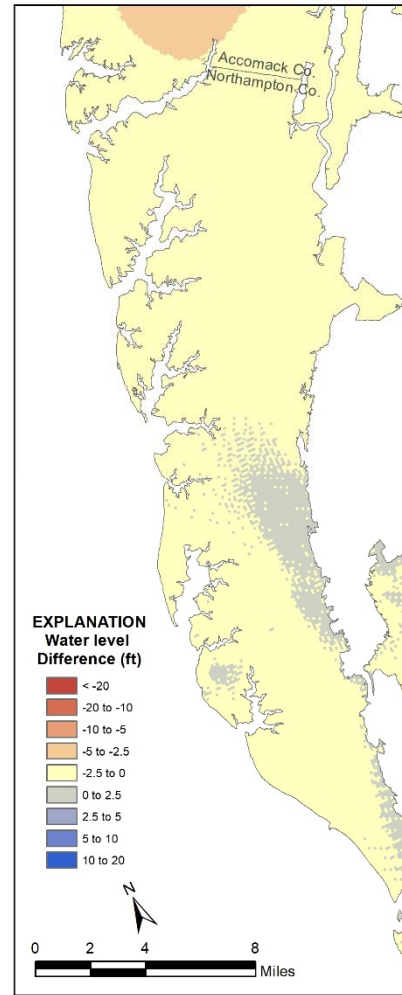 Accomack Co.
Northampton Co.
EXPLANATION
Water level
Difference (ft)
< -20
-20 to -10
-10 to -5
-5 to -2.5
-2.5 to 0
0 to 2.5
2.5 to 5
5 to 10
10 to 20
N
0 2 4 8
Miles